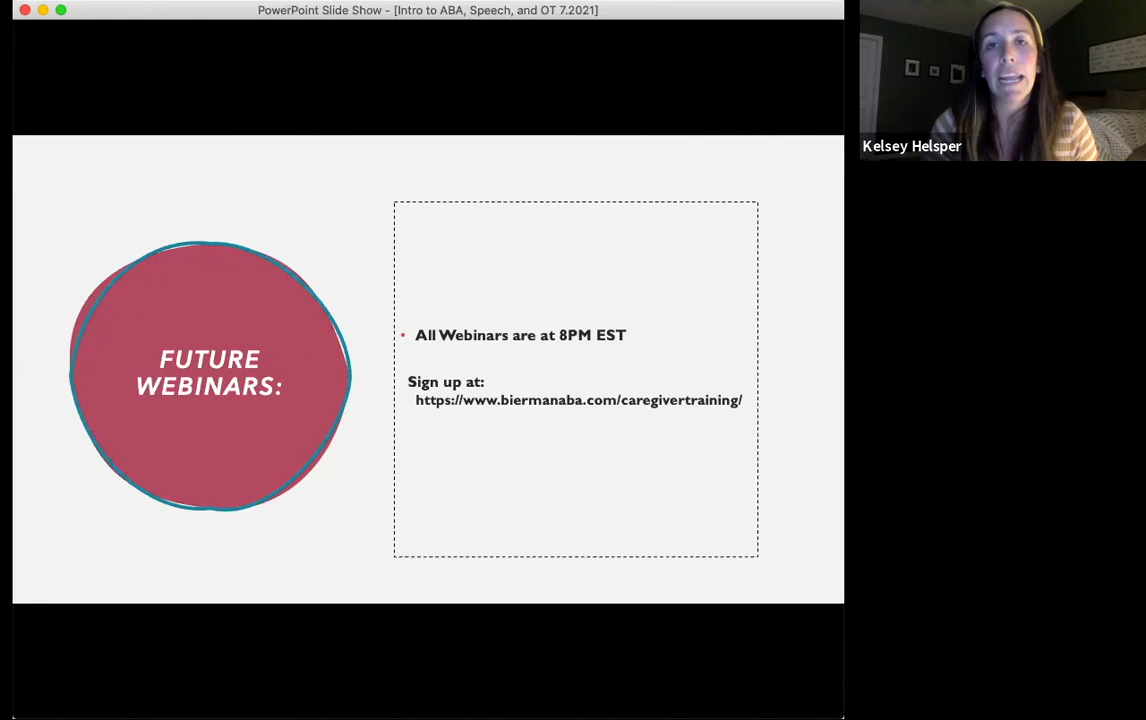 PowerPoint Slide Show - [Intro to ABA, Speech, and OT 7.2021]
Kelsey Helsper
FUTURE
WEBINARS:
• All Webinars are at 8PM EST
Sign up at:
https://www.biermanaba.com/caregivertraining/